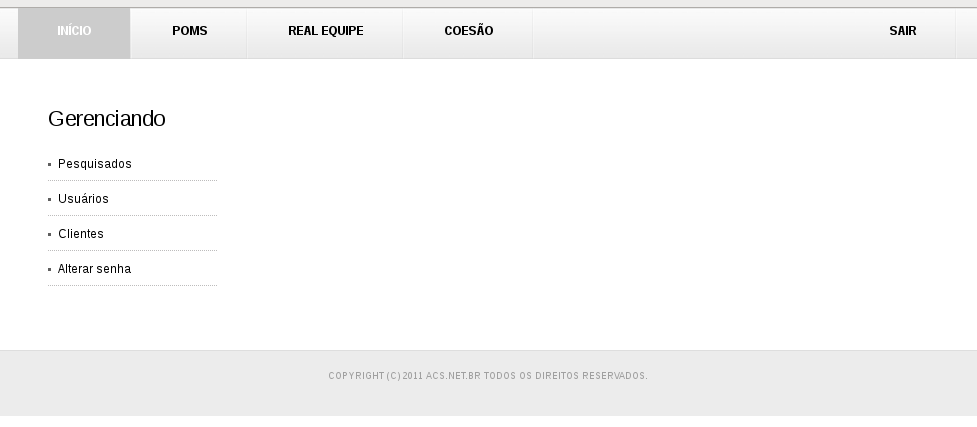 INÍCIO POMS REAL EQUIPE COESÃO SAIR
Gerenciando
Pesquisados
Usuários
Clientes
Alterar senha
COPYRIGHT (C) 2011 ACS.NET.BR TODOS OS DIREITOS RESERVADOS.